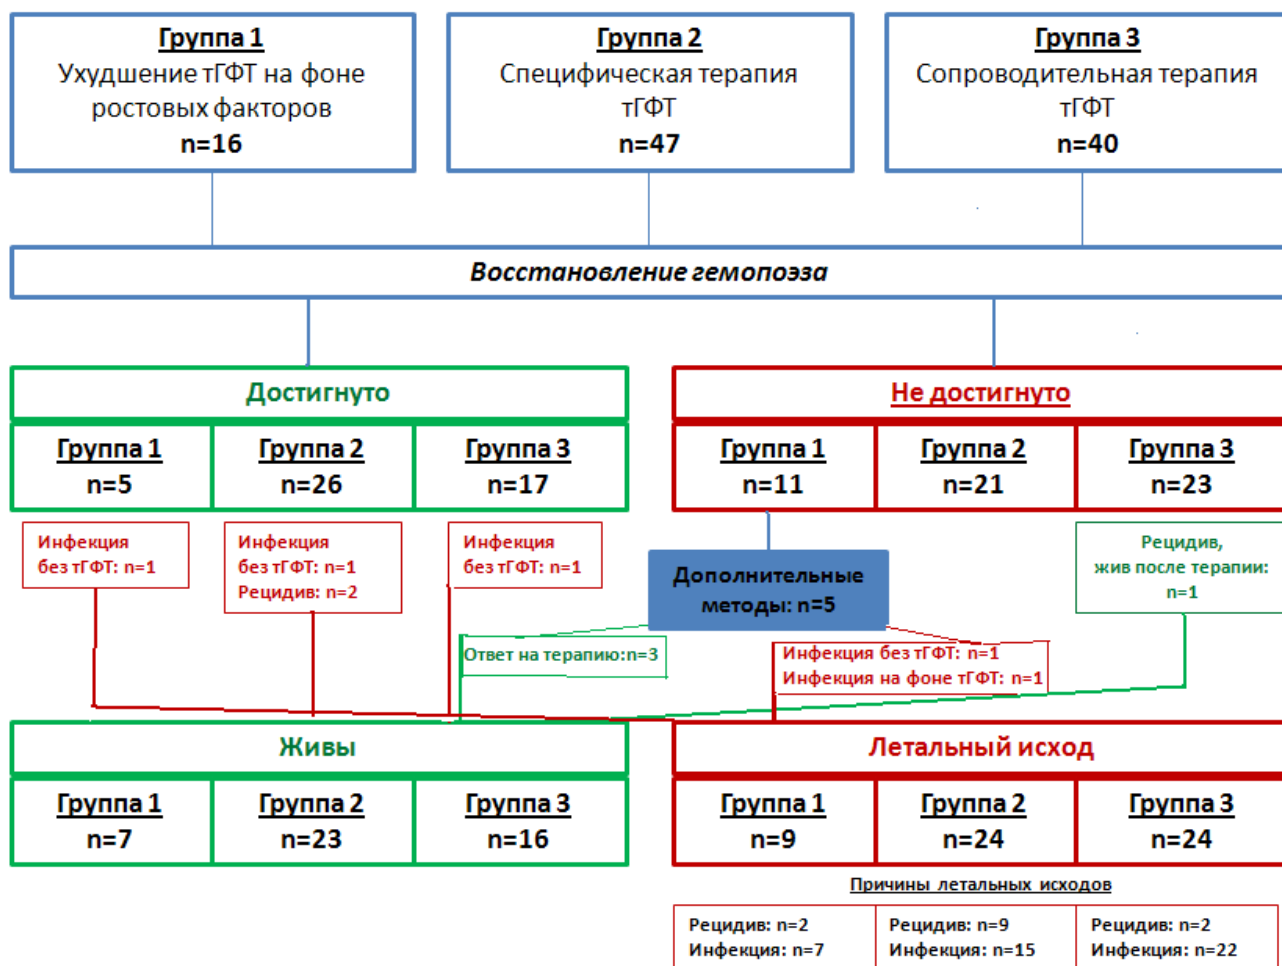 Группа 1
Ухудшение тГФТ на фоне
ростовых факторов
n=16
Группа 2
Специфическая терапия
тГФТ
n=47
Группа 3
Сопроводительная терапия
тГФТ
n=40
Восстановление гемопоэза
Достигнуто
Группа 1
n=5
Группа 2
n=26
Группа 3
n=17
Не достигнуто
Группа 1
n=11
Группа 2
n=21
Группа 3
n=23
Инфекция
без тГФТ: n=1
Инфекция
без тГФТ: n=1
Рецидив: n=2
Инфекция
без тГФТ: n=1
Дополнительные
методы: n=5
Рецидив,
жив после терапии:
n=1
Ответ на терапию:n=3
Инфекция без тГФТ: n=1
Инфекция на фоне тГФТ: n=1
Живы
Группа 1
n=7
Группа 2
n=23
Группа 3
n=16
Летальный исход
Группа 1
n=9
Группа 2
n=24
Группа 3
n=24
Причины летальных исходов
Рецидив: n=2
Инфекция: n=7
Рецидив: n=9
Инфекция: n=15
Рецидив: n=2
Инфекция: n=22